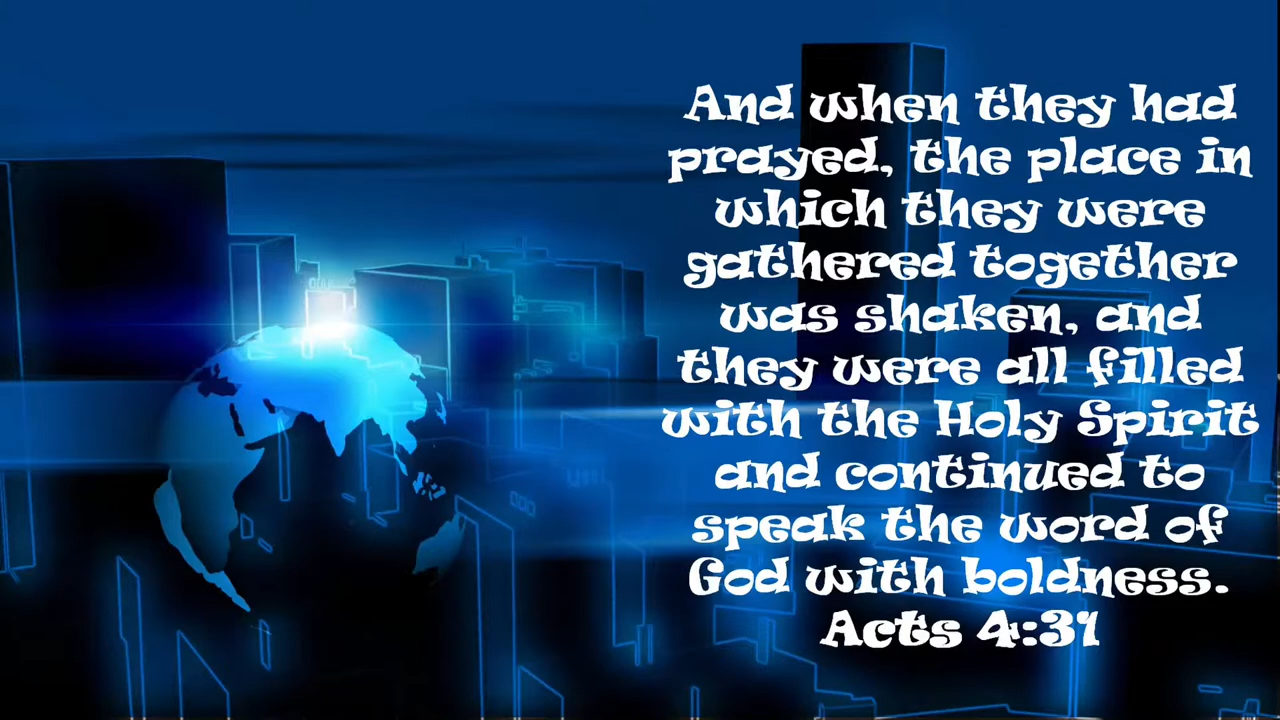 And when they had
prayed, the place in
which they were
gathered together
was shaken, and
they were all filled
with the Holy Spirit
and continued to
speak the word of
God with boldness.
Acts 4:31